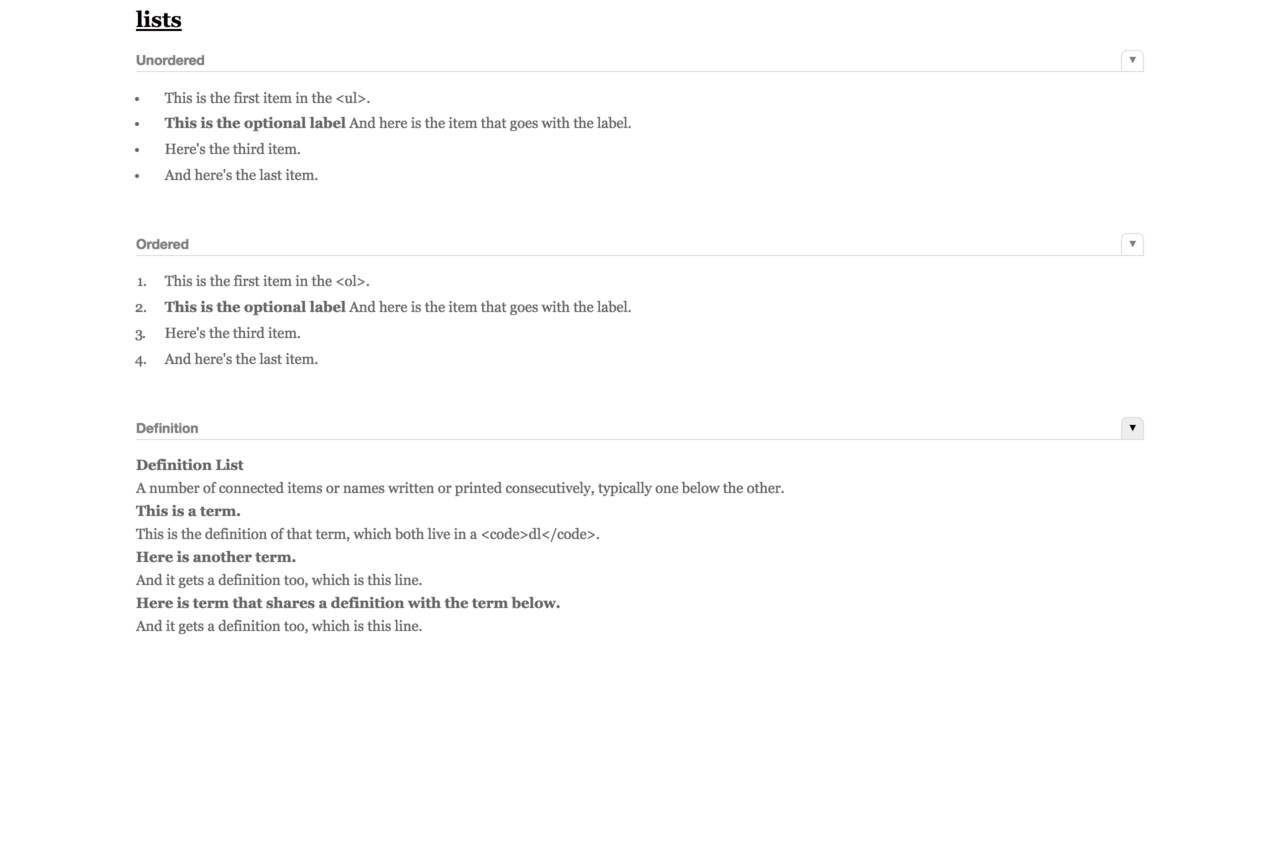 lists
Unordered ▼
• This is the first item in the <ul>.
• This is the optional label And here is the item that goes with the label.
• Here's the third item.
• And here's the last item.
Ordered ▼
1. This is the first item in the <ol>.
2. This is the optional label And here is the item that goes with the label.
3. Here's the third item.
4. And here's the last item.
Definition ▼
Definition List
A number of connected items or names written or printed consecutively, typically one below the other.
This is a term.
This is the definition of that term, which both live in a <code>dl</code>.
Here is another term.
And it gets a definition too, which is this line.
Here is term that shares a definition with the term below.
And it gets a definition too, which is this line.